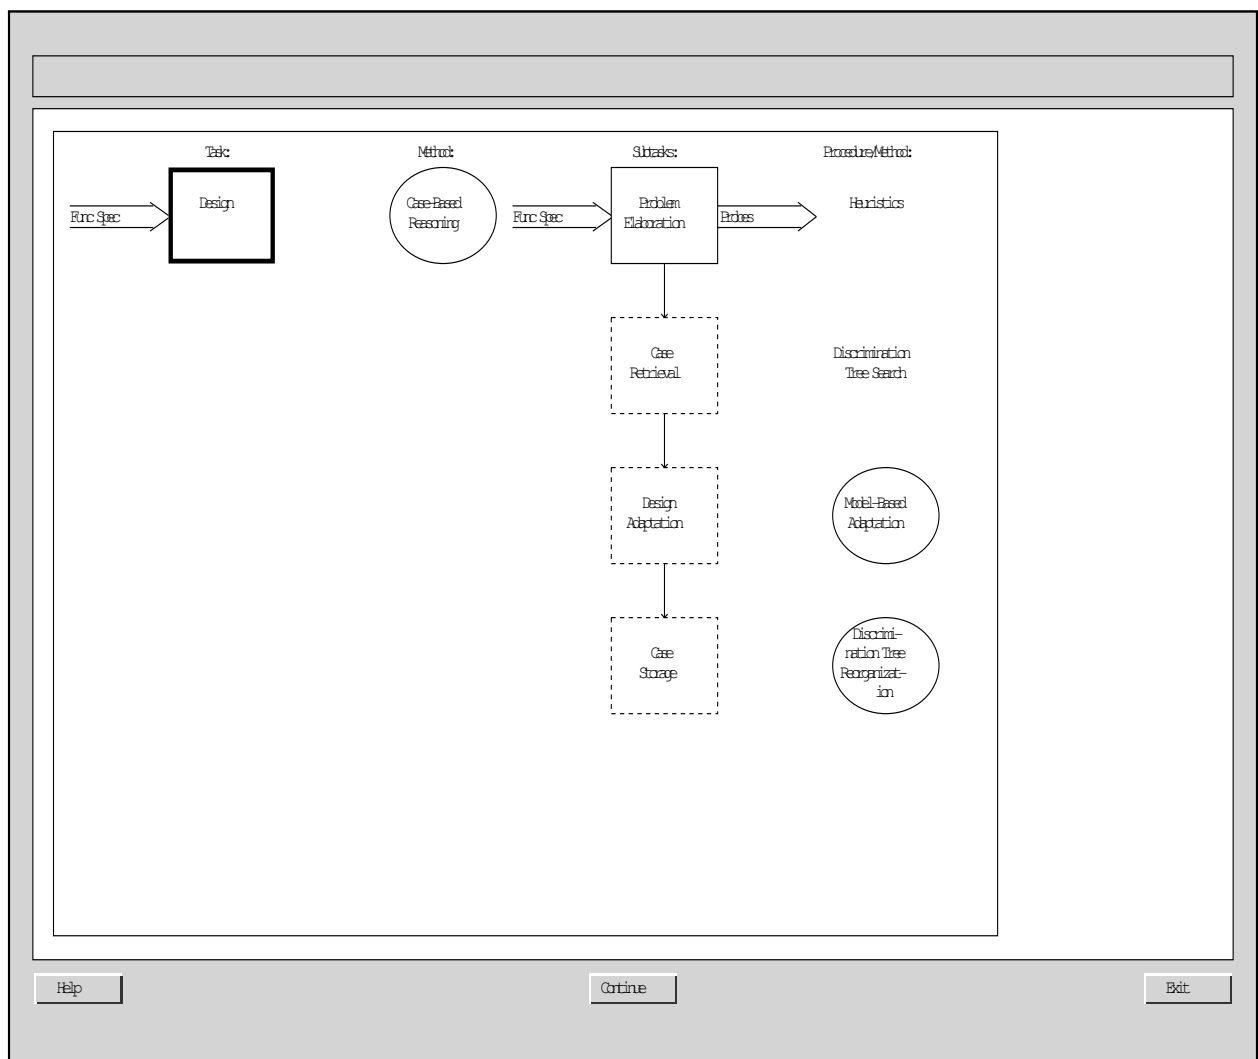 Task:
Method:
Subtasks:
Procedure/Method:
Func Spec
Design
Case-Based
Reasoning
Func Spec
Problem
Elaboration
Probes
Heuristics
Case
Retrieval
Discrimination
Tree Search
Design
Adaptation
Model-Based
Adaptation
Case
Storage
Discrimi-
nation Tree
Reorganizat-
ion
Help
Continue
Exit